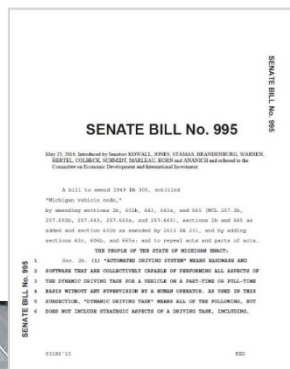 SENATE BILL No. 995
SENATE BILL No. 995
May 25, 2016, Introduced by Senators KOWALL, JONES, STAMAS, BRANDENBURG, WARREN,
HERTEL, COLBECK, SCHMIDT, MARLEAU, HORN and ANANICH and referred to the
Committee on Economic Development and International Investment.
A bill to amend 1949 PA 300, entitled
"Michigan vehicle code,"
by amending sections 2b, 602b, 643, 643a, and 665 (MCL 257.2b,
257.602b, 257.643, 257.643a, and 257.665), sections 2b and 665 as
added and section 602b as amended by 2013 PA 231, and by adding
sections 40c, 606b, and 665a; and to repeal acts and parts of acts.
THE PEOPLE OF THE STATE OF MICHIGAN ENACT:
1 Sec. 2b. (1) "AUTOMATED DRIVING SYSTEM" MEANS HARDWARE AND
2 SOFTWARE THAT ARE COLLECTIVELY CAPABLE OF PERFORMING ALL ASPECTS OF
3 THE DYNAMIC DRIVING TASK FOR A VEHICLE ON A PART-TIME OR FULL-TIME
4 BASIS WITHOUT ANY SUPERVISION BY A HUMAN OPERATOR. AS USED IN THIS
5 SUBSECTION, "DYNAMIC DRIVING TASK" MEANS ALL OF THE FOLLOWING, BUT
6 DOES NOT INCLUDE STRATEGIC ASPECTS OF A DRIVING TASK, INCLUDING,
SENATE BILL No. 995